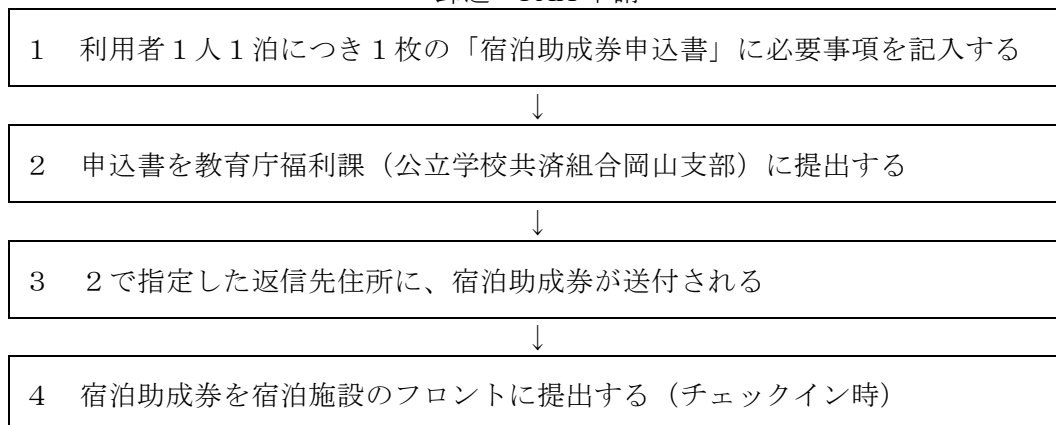 1 利用者1人1泊につき1枚の「宿泊助成券申込書」に必要事項を記入する
↓
2 申込書を教育庁福利課（公立学校共済組合岡山支部）に提出する
↓
3 2で指定した返信先住所に、宿泊助成券が送付される
↓
4 宿泊助成券を宿泊施設のフロントに提出する（チェックイン時）